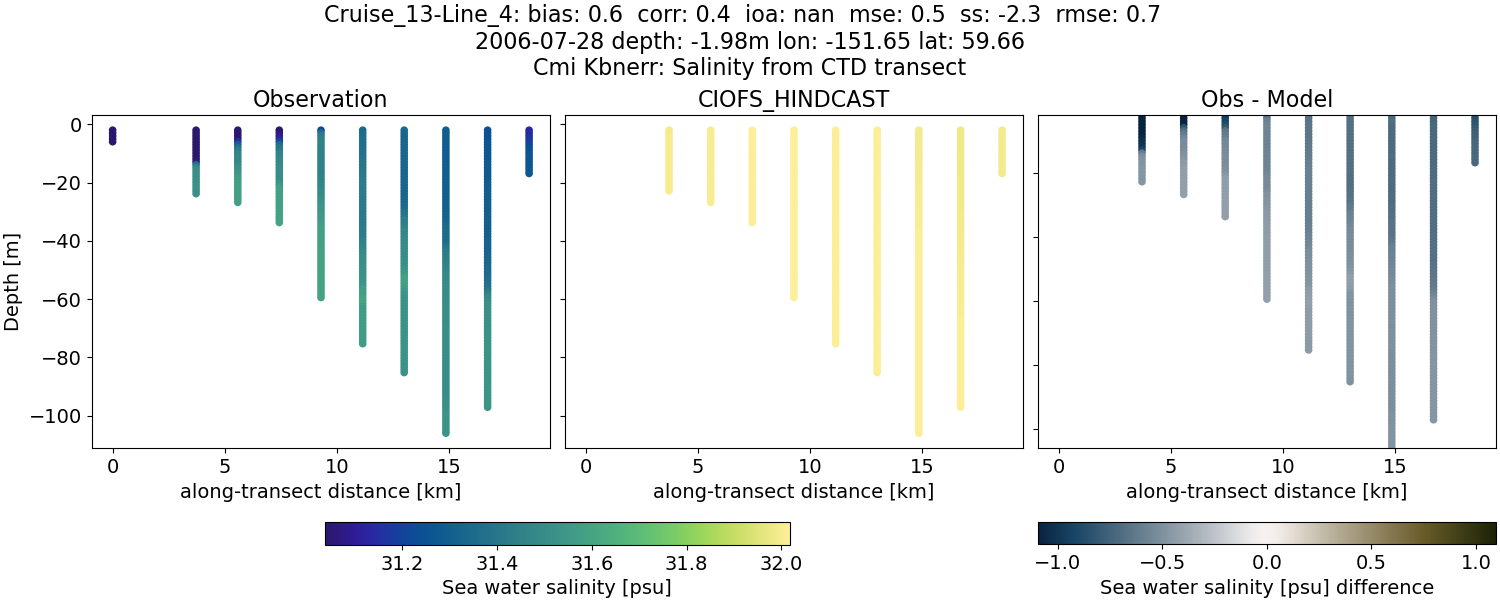 Cruise_13-Line_4: bias: 0.6  corr: 0.4  ioa: nan  mse: 0.5  ss: -2.3  rmse: 0.7
2006-07-28 depth: -1.98m lon: -151.65 lat: 59.66
Cmi Kbnerr: Salinity from CTD transect
Observation
CIOFS_HINDCAST
Obs - Model
Depth [m]
0
−20
−40
−60
−80
−100
0 5 10 15
0 5 10 15
0 5 10 15
along-transect distance [km]
along-transect distance [km]
along-transect distance [km]
31.2 31.4 31.6 31.8 32.0
Sea water salinity [psu]
−1.0 −0.5 0.0 0.5 1.0
Sea water salinity [psu] difference